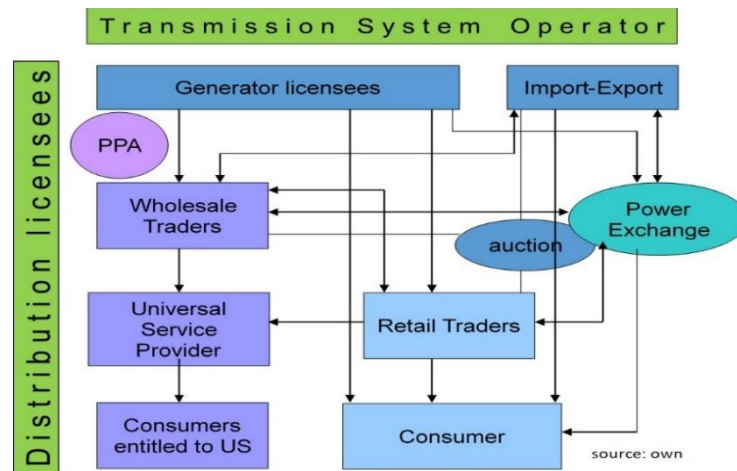 Transmission System Operator
Distribution licensees
Generator licensees
Import-Export
PPA
Wholesale
Traders
Power
Exchange
auction
Universal
Service
Provider
Retail Traders
Consumers
entitled to US
Consumer
source: own